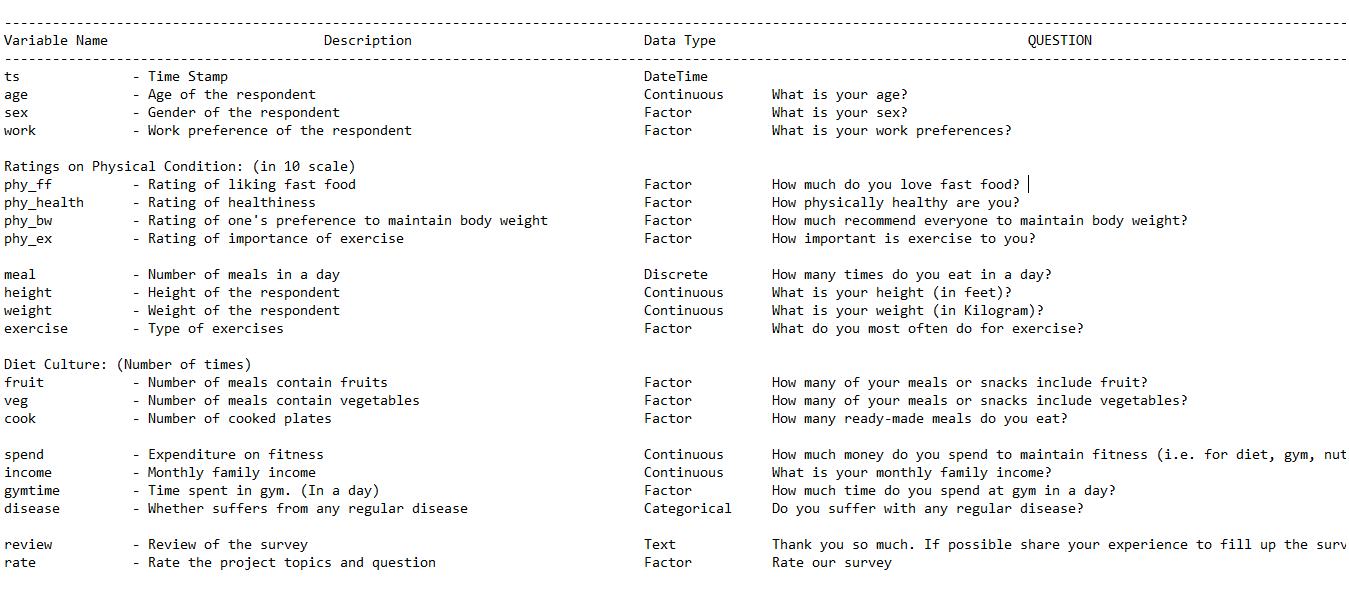 Variable Name Description Data Type QUESTION
ts - Time Stamp DateTime
age - Age of the respondent Continuous What is your age?
sex - Gender of the respondent Factor What is your sex?
work - Work preference of the respondent Factor What is your work preferences?
Ratings on Physical Condition: (in 10 scale)
phy_ff - Rating of liking fast food Factor How much do you love fast food?
phy_health - Rating of healthiness Factor How physically healthy are you?
phy_bw - Rating of one's preference to maintain body weight Factor How much recommend everyone to maintain body weight?
phy_ex - Rating of importance of exercise Factor How important is exercise to you?
meal - Number of meals in a day Discrete How many times do you eat in a day?
height - Height of the respondent Continuous What is your height (in feet)?
weight - Weight of the respondent Continuous What is your weight (in Kilogram)?
exercise - Type of exercises Factor What do you most often do for exercise?
Diet Culture: (Number of times)
fruit - Number of meals contain fruits Factor How many of your meals or snacks include fruit?
veg - Number of meals contain vegetables Factor How many of your meals or snacks include vegetables?
cook - Number of cooked plates Factor How many ready-made meals do you eat?
spend - Expenditure on fitness Continuous How much money do you spend to maintain fitness (i.e. for diet, gym, nut
income - Monthly family income Continuous What is your monthly family income?
gymtime - Time spent in gym. (In a day) Factor How much time do you spend at gym in a day?
disease - Whether suffers from any regular disease Categorical Do you suffer with any regular disease?
review - Review of the survey Text Thank you so much. If possible share your experience to fill up the surv
rate - Rate the project topics and question Factor Rate our survey